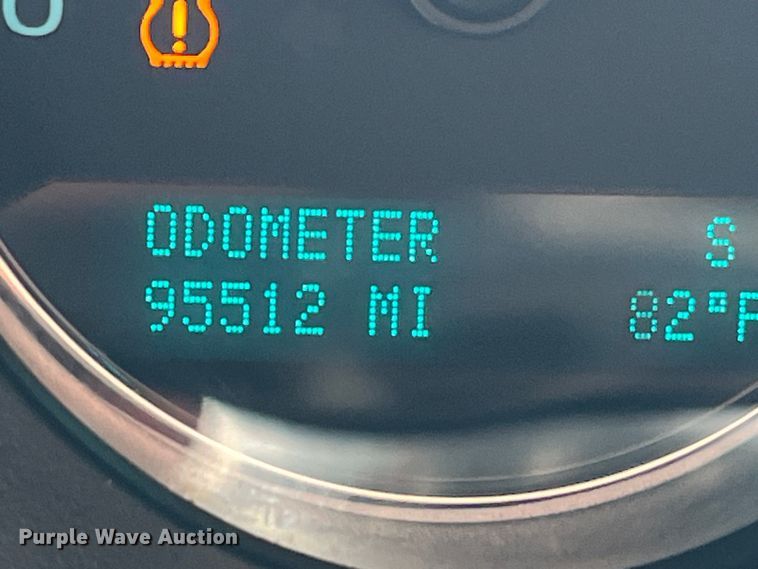 ODOMETER S
95512 MI 82°F
Purple Wave Auction